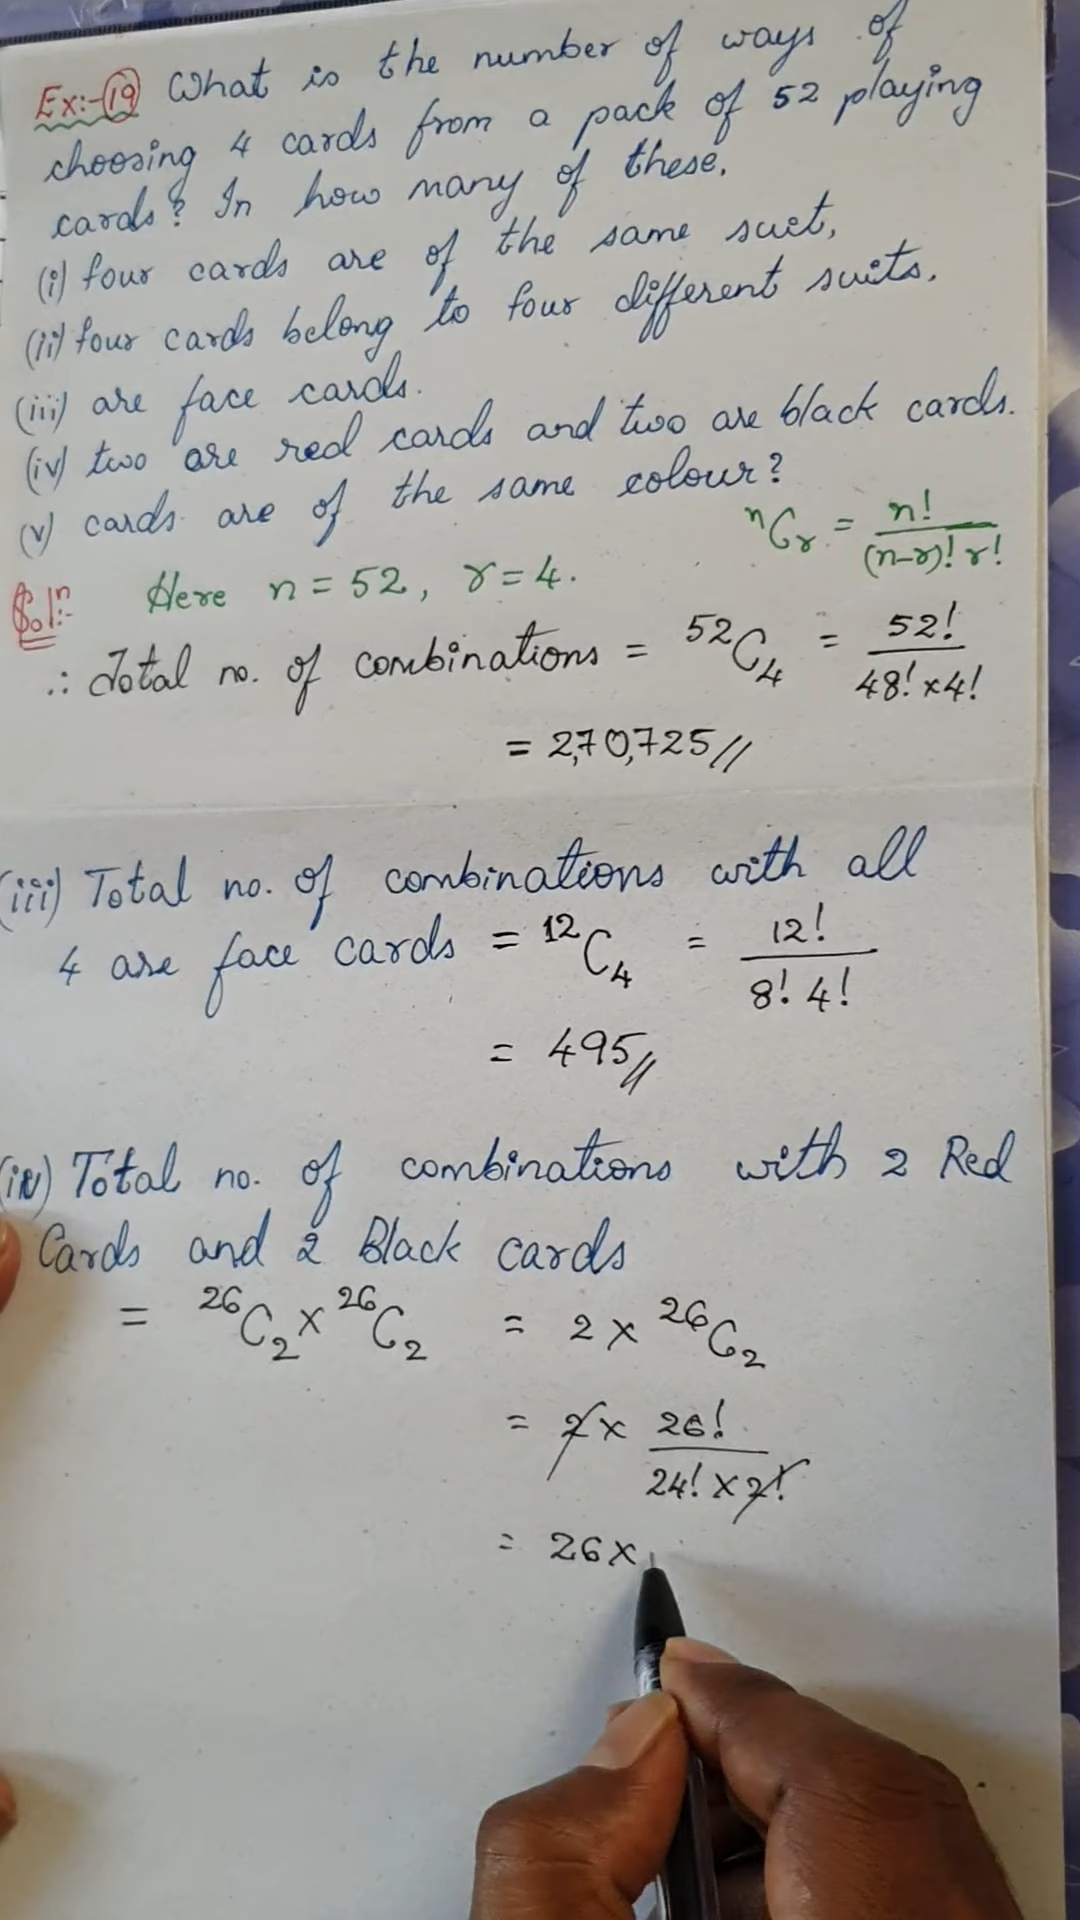 Ex:-19 What is the number of ways of
choosing 4 cards from a pack of 52 playing
cards? In how many of these,
(i) four cards are of the same suit,
(ii) four cards belong to four different suits,
(iii) are face cards.
(iv) two are red cards and two are black cards.
(v) cards are of the same colour?
ⁿCᵣ = n! / (n-r)! r!
Solⁿ:- Here n = 52, r = 4.
∴ Total no. of combinations = ⁵²C₄ = 52! / 48! × 4!
= 2,70,725//
(iii) Total no. of combinations with all
4 are face cards = ¹²C₄ = 12! / 8! 4!
= 495//
(iv) Total no. of combinations with 2 Red
Cards and 2 Black cards
= ²⁶C₂ × ²⁶C₂ = 2 × ²⁶C₂
= 2 × 26! / 24! × 2!
= 26 ×